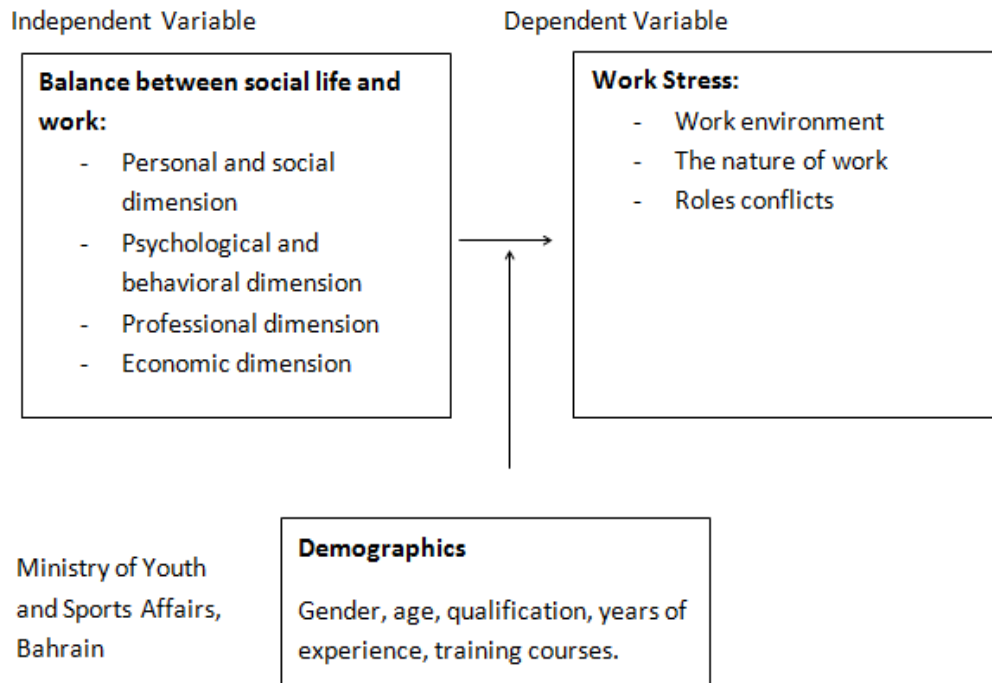 Independent Variable
Dependent Variable
Balance between social life and
work:
- Personal and social
dimension
- Psychological and
behavioral dimension
- Professional dimension
- Economic dimension
Work Stress:
- Work environment
- The nature of work
- Roles conflicts
Ministry of Youth
and Sports Affairs,
Bahrain
Demographics
Gender, age, qualification, years of
experience, training courses.